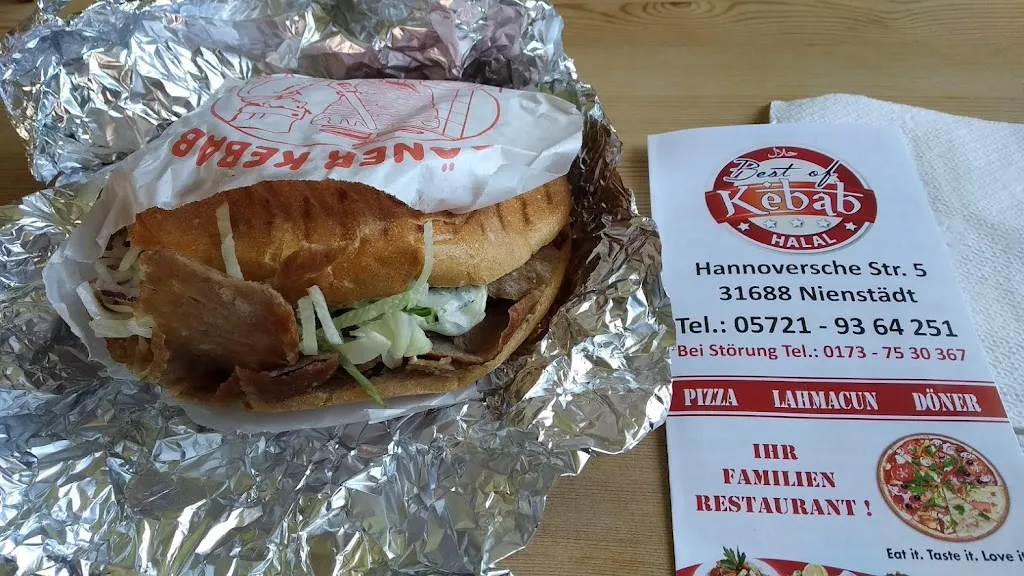 ÄNER KEBAB
حلال
Best of
Kebab
HALAL
Hannoversche Str. 5
31688 Nienstädt
Tel.: 05721 - 93 64 251
Bei Störung Tel.: 0173 - 75 30 367
PIZZA LAHMACUN DÖNER
IHR
FAMILIEN
RESTAURANT !
Eat it. Taste it. Love it